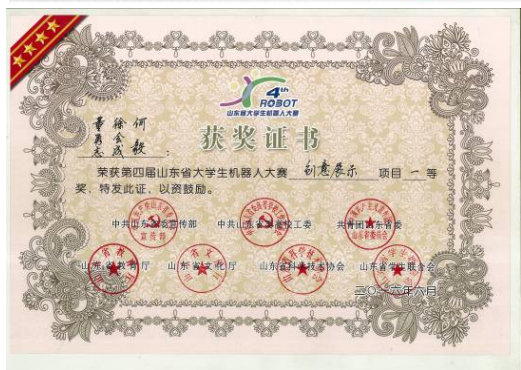 4th
ROBOT
山东省大学生机器人大赛
获奖证书
何毅
徐会成
董勇志：
荣获第四届山东省大学生机器人大赛 创意展示 项目 一 等
奖，特发此证，以资鼓励。
中共山东省委宣传部 中共山东省委高校工委 共青团山东省委
山东省教育厅 山东省文化厅 山东省科学技术协会 山东省学生联合会
二〇一六年六月